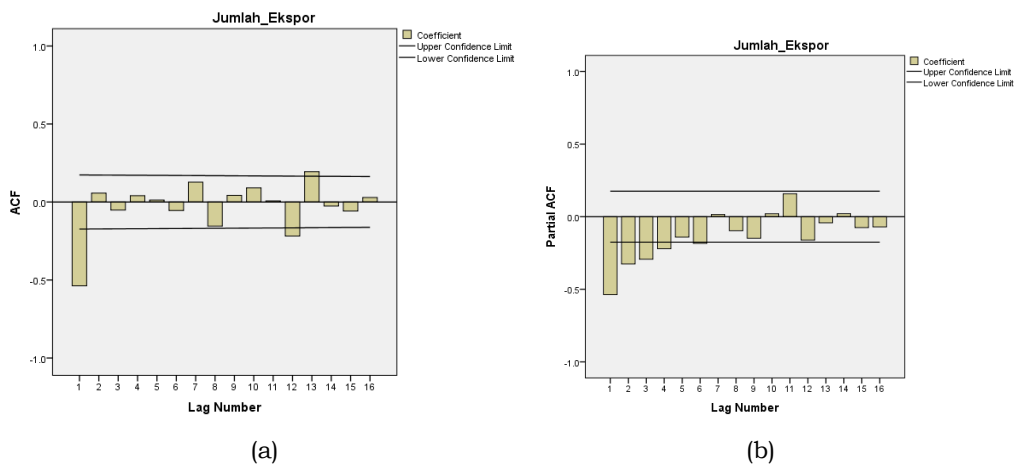 Jumlah_Ekspor
Coefficient
Upper Confidence Limit
Lower Confidence Limit
1.0
0.5
0.0
-0.5
-1.0
ACF
1 2 3 4 5 6 7 8 9 10 11 12 13 14 15 16
Lag Number
(a)
Jumlah_Ekspor
Coefficient
Upper Confidence Limit
Lower Confidence Limit
1.0
0.5
0.0
-0.5
-1.0
Partial ACF
1 2 3 4 5 6 7 8 9 10 11 12 13 14 15 16
Lag Number
(b)